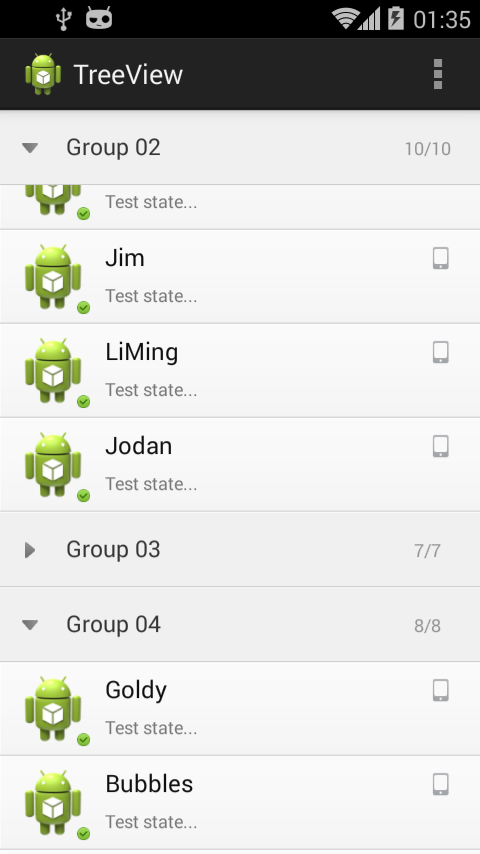 01:35
TreeView
Group 02 10/10
Test state...
Jim
Test state...
LiMing
Test state...
Jodan
Test state...
Group 03 7/7
Group 04 8/8
Goldy
Test state...
Bubbles
Test state...